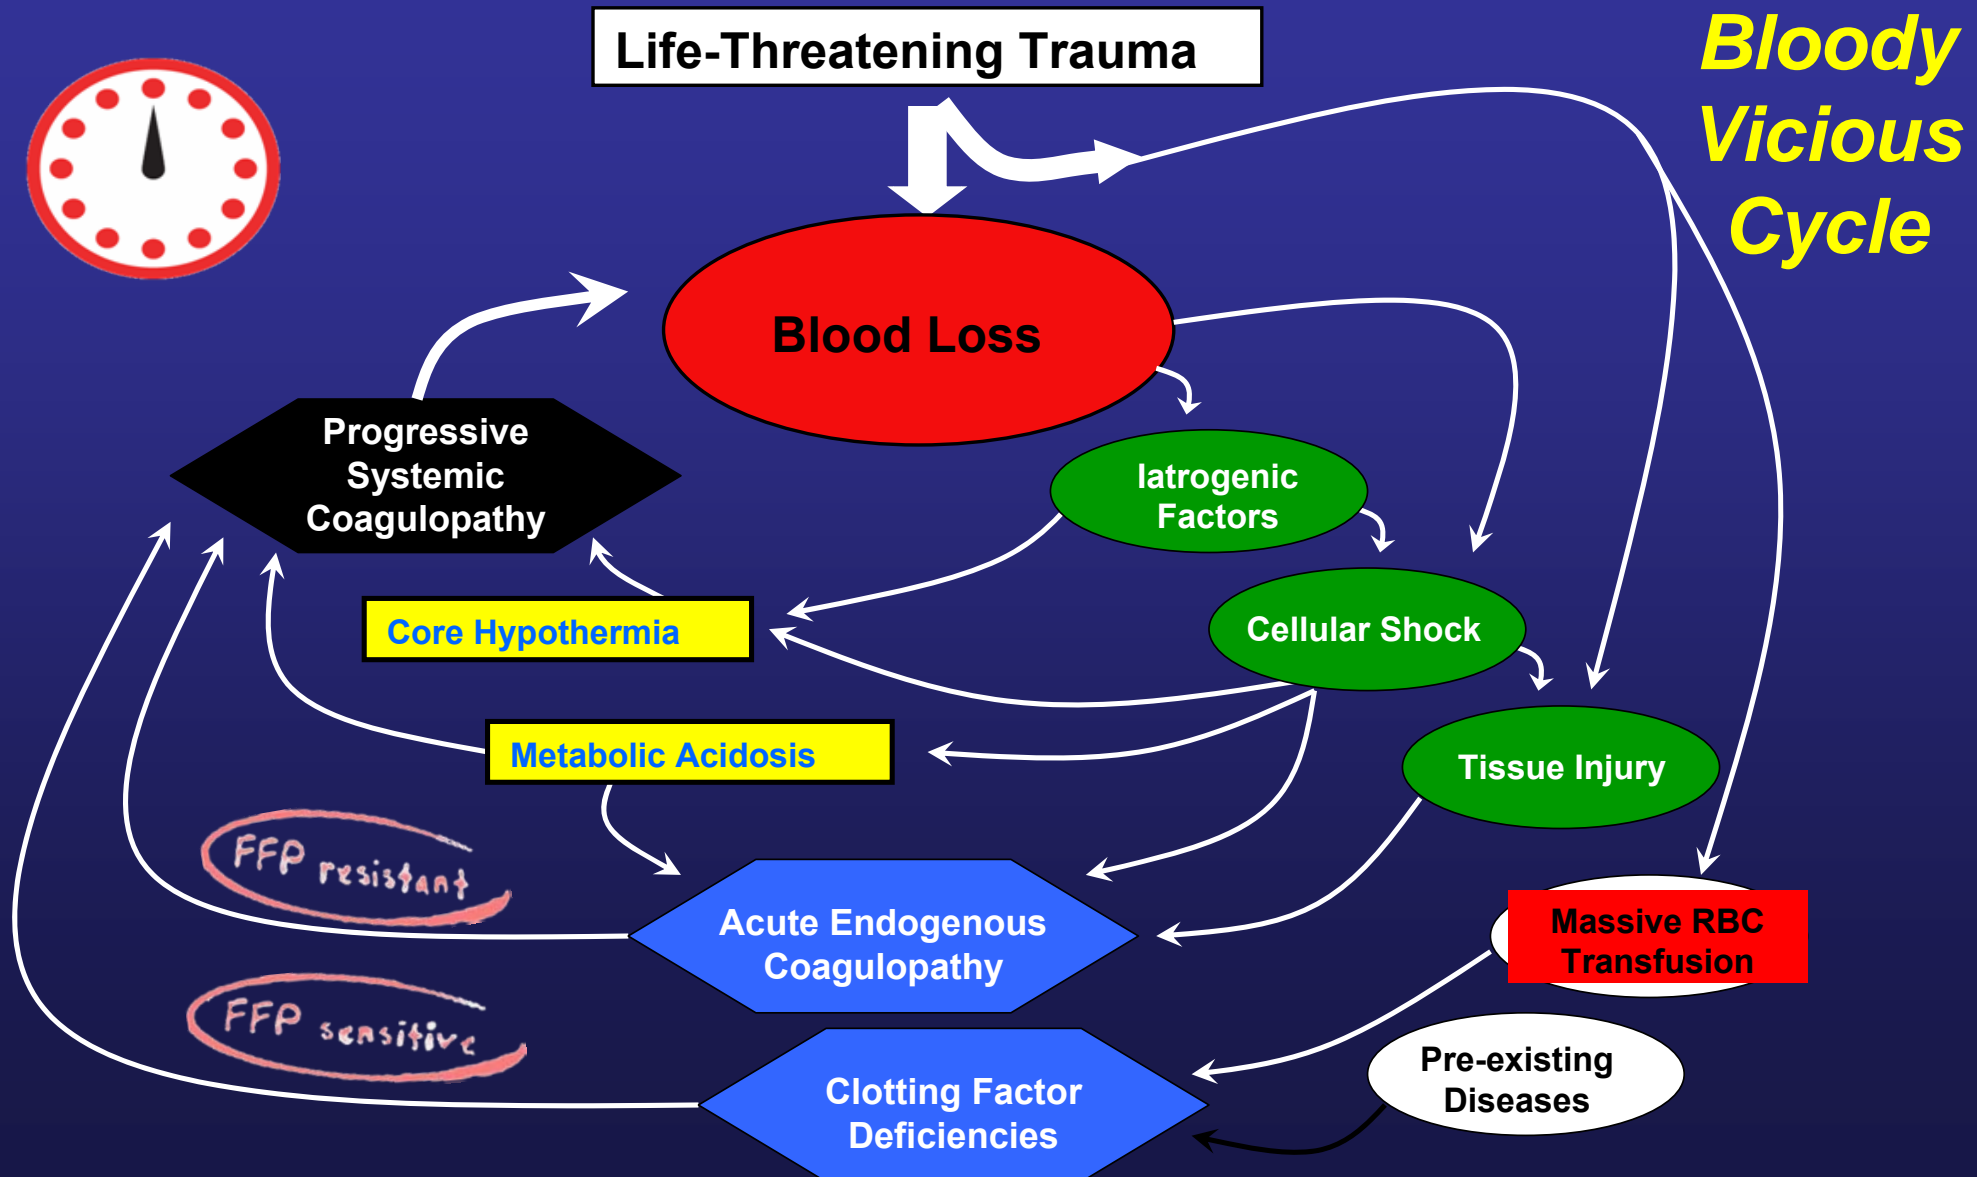 Life-Threatening Trauma
Bloody
Vicious
Cycle
Blood Loss
Progressive
Systemic
Coagulopathy
Iatrogenic
Factors
Core Hypothermia
Cellular Shock
Metabolic Acidosis
Tissue Injury
FFP resistant
Acute Endogenous
Coagulopathy
Massive RBC
Transfusion
FFP sensitive
Clotting Factor
Deficiencies
Pre-existing
Diseases